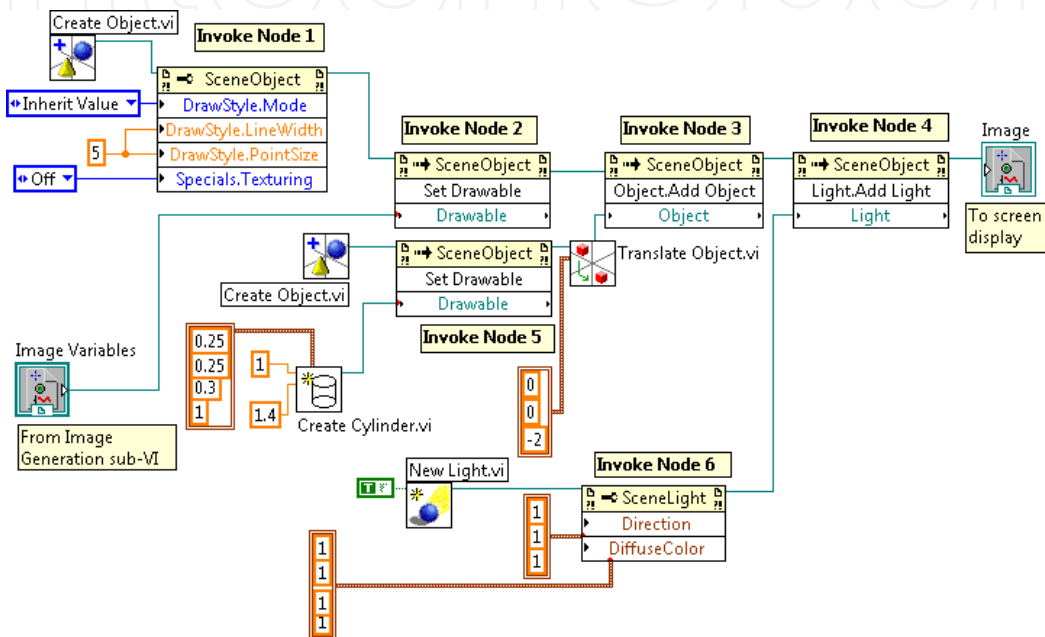 Create Object.vi
Invoke Node 1
SceneObject
Inherit Value
DrawStyle.Mode
DrawStyle.LineWidth
5
DrawStyle.PointSize
Off
Specials.Texturing
Invoke Node 2
SceneObject
Set Drawable
Drawable
Invoke Node 3
SceneObject
Object.Add Object
Object
Invoke Node 4
SceneObject
Light.Add Light
Light
Image
To screen
display
Create Object.vi
SceneObject
Set Drawable
Drawable
Invoke Node 5
Translate Object.vi
Image Variables
From Image
Generation sub-VI
0.25
0.25
0.3
1
1
1.4
Create Cylinder.vi
0
0
-2
T
New Light.vi
Invoke Node 6
SceneLight
Direction
DiffuseColor
1
1
1
1
1
1
1